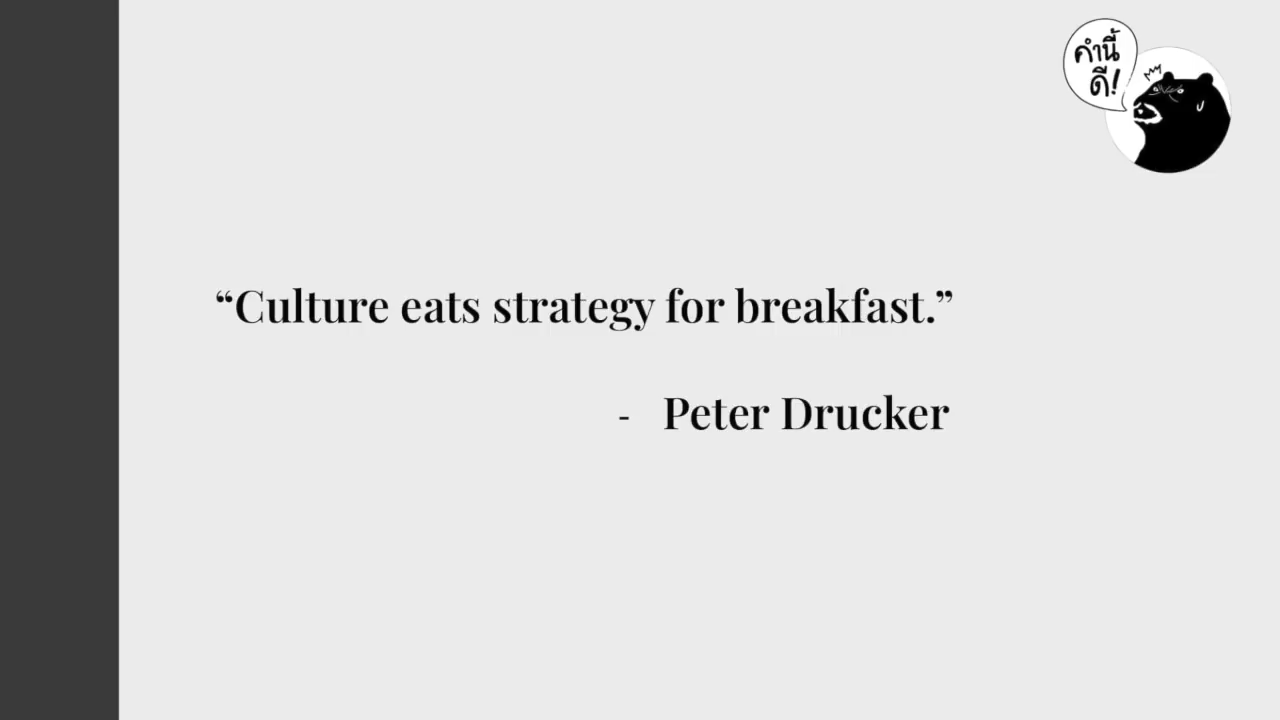 คำนี้
ดี!
“Culture eats strategy for breakfast.”
- Peter Drucker